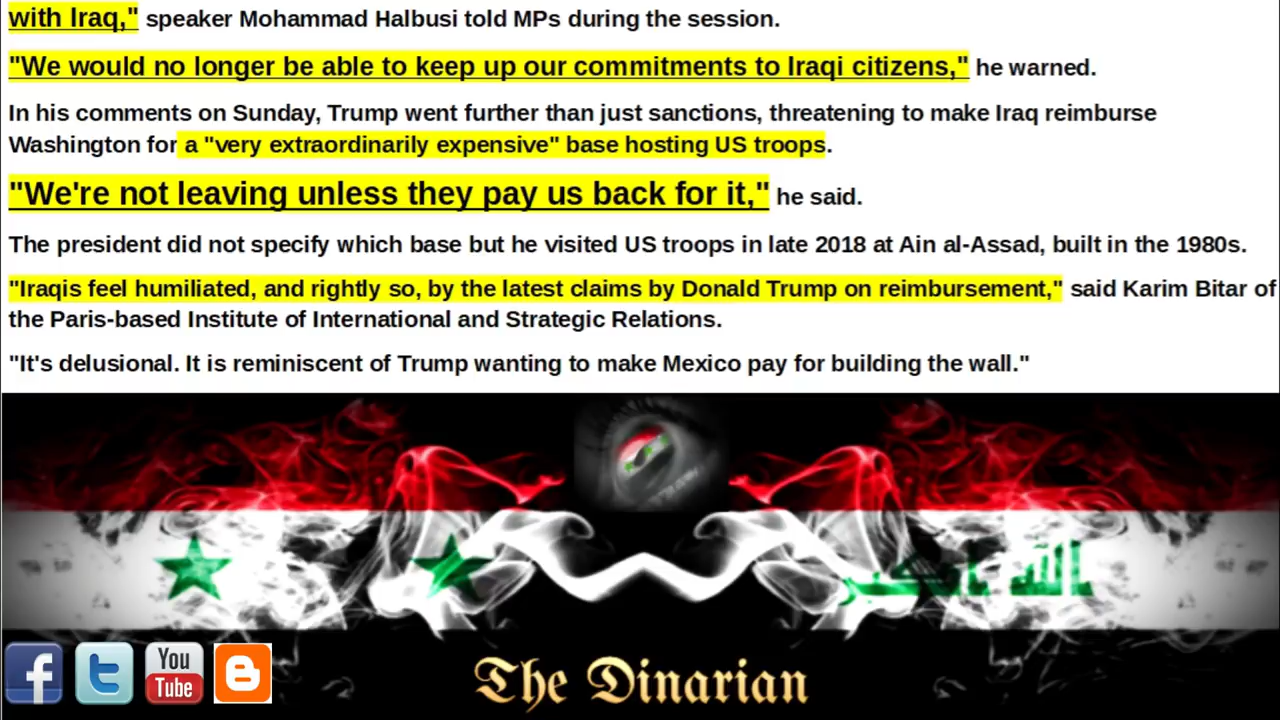 with Iraq," speaker Mohammad Halbusi told MPs during the session.
"We would no longer be able to keep up our commitments to Iraqi citizens," he warned.
In his comments on Sunday, Trump went further than just sanctions, threatening to make Iraq reimburse
Washington for a "very extraordinarily expensive" base hosting US troops.
"We're not leaving unless they pay us back for it," he said.
The president did not specify which base but he visited US troops in late 2018 at Ain al-Assad, built in the 1980s.
"Iraqis feel humiliated, and rightly so, by the latest claims by Donald Trump on reimbursement," said Karim Bitar of
the Paris-based Institute of International and Strategic Relations.
"It's delusional. It is reminiscent of Trump wanting to make Mexico pay for building the wall."
الله اكبر
You
Tube
The Dinarian